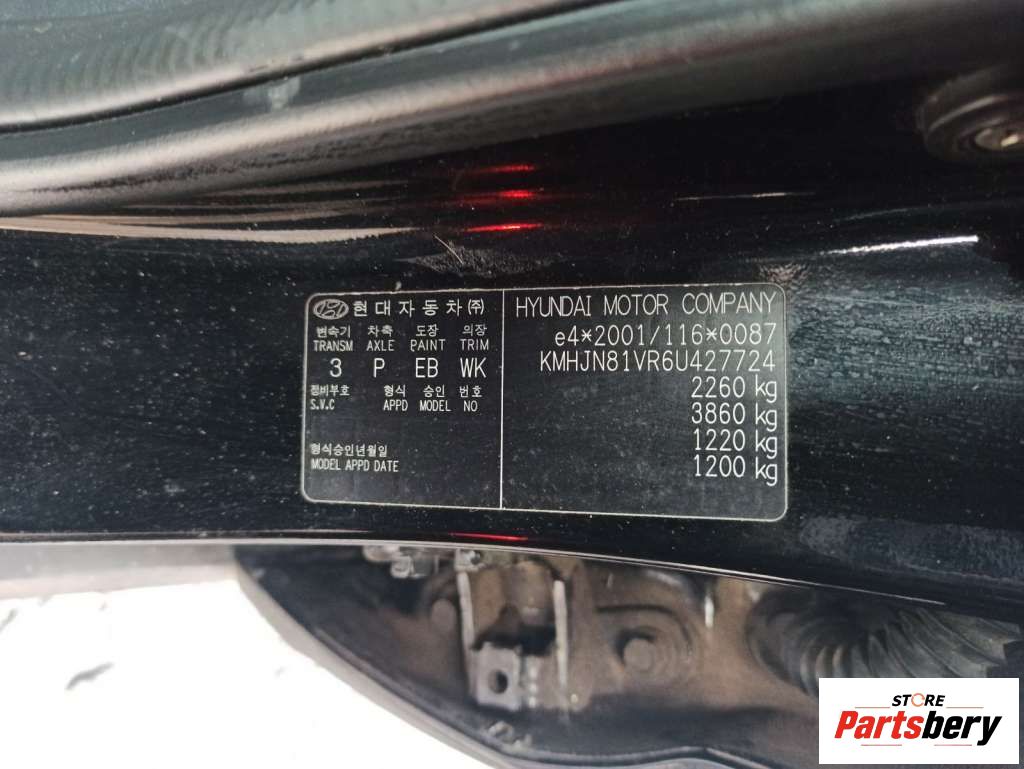 현대자동차㈜
변속기 차축 도장 의장
TRANSM AXLE PAINT TRIM
3 P EB WK
정비부호 형식 승인 번호
S.V.C APPD MODEL NO
형식승인년월일
MODEL APPD DATE
HYUNDAI MOTOR COMPANY
e4*2001/116*0087
KMHJN81VR6U427724
2260 kg
3860 kg
1220 kg
1200 kg
STORE
Partsbery